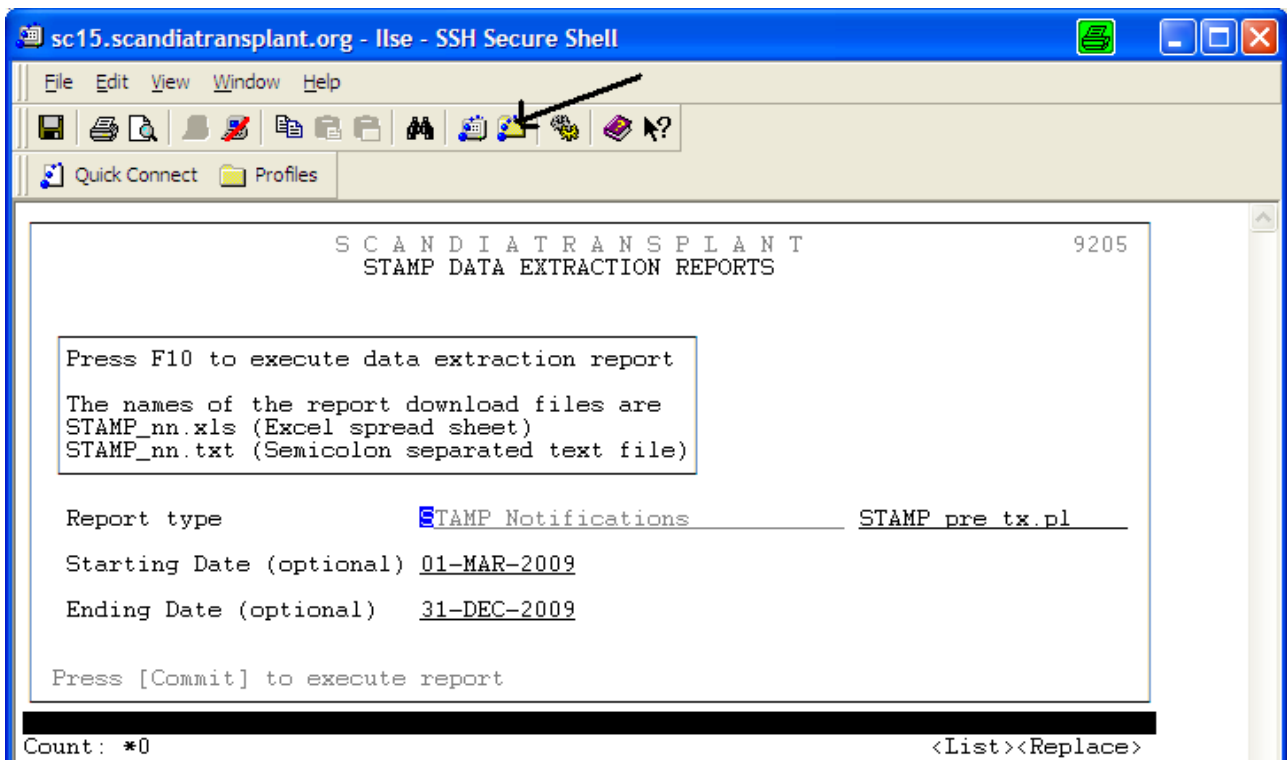 sc15.scandiatransplant.org - Ilse - SSH Secure Shell
File Edit View Window Help
Quick Connect Profiles
S C A N D I A T R A N S P L A N T 9205
STAMP DATA EXTRACTION REPORTS
Press F10 to execute data extraction report
The names of the report download files are
STAMP_nn.xls (Excel spread sheet)
STAMP_nn.txt (Semicolon separated text file)
Report type STAMP Notifications STAMP_pre_tx.pl
Starting Date (optional) 01-MAR-2009
Ending Date (optional) 31-DEC-2009
Press [Commit] to execute report
Count: *0 <List><Replace>